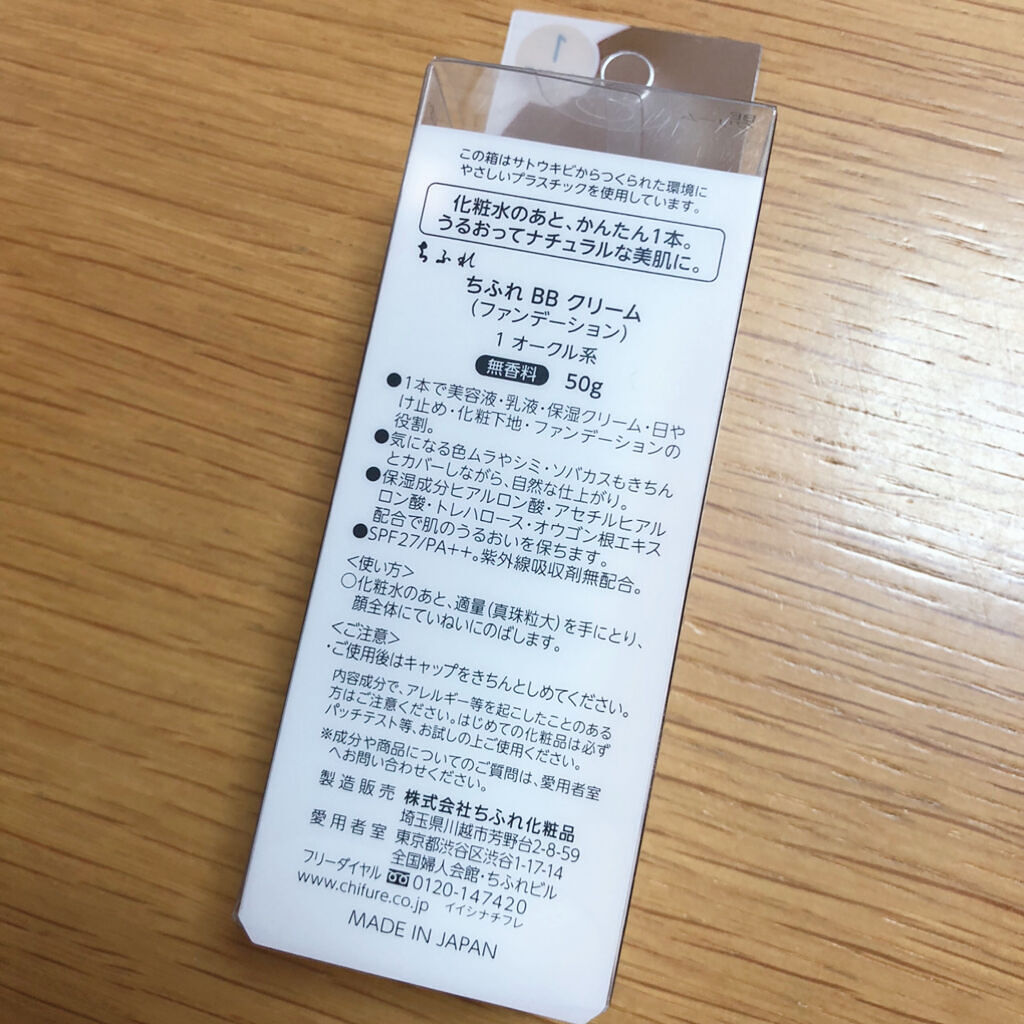 1
この箱はサトウキビからつくられた環境に
やさしいプラスチックを使用しています。
化粧水のあと、かんたん1本。
うるおってナチュラルな美肌に。
ちふれ
ちふれ BB クリーム
(ファンデーション)
1 オークル系
無香料 50g
●1本で美容液・乳液・保湿クリーム・日や
け止め・化粧下地・ファンデーションの
役割。
●気になる色ムラやシミ・ソバカスもきちん
とカバーしながら、自然な仕上がり。
●保湿成分ヒアルロン酸・アセチルヒアル
ロン酸・トレハロース・オウゴン根エキス
配合で肌のうるおいを保ちます。
●SPF27/PA++。紫外線吸収剤無配合。
<使い方>
○化粧水のあと、適量(真珠粒大)を手にとり、
顔全体にていねいにのばします。
<ご注意>
・ご使用後はキャップをきちんとしめてください。
内容成分で、アレルギー等を起こしたことのある
方はご注意ください。はじめての化粧品は必ず
パッチテスト等、お試しの上ご使用ください。
※成分や商品についてのご質問は、愛用者室
へお問い合わせください。
製造販売 株式会社ちふれ化粧品
埼玉県川越市芳野台2-8-59
愛用者室 東京都渋谷区渋谷1-17-14
全国婦人会館・ちふれビル
フリーダイヤル 0120-147420
www.chifure.co.jp イイシナチフレ
MADE IN JAPAN